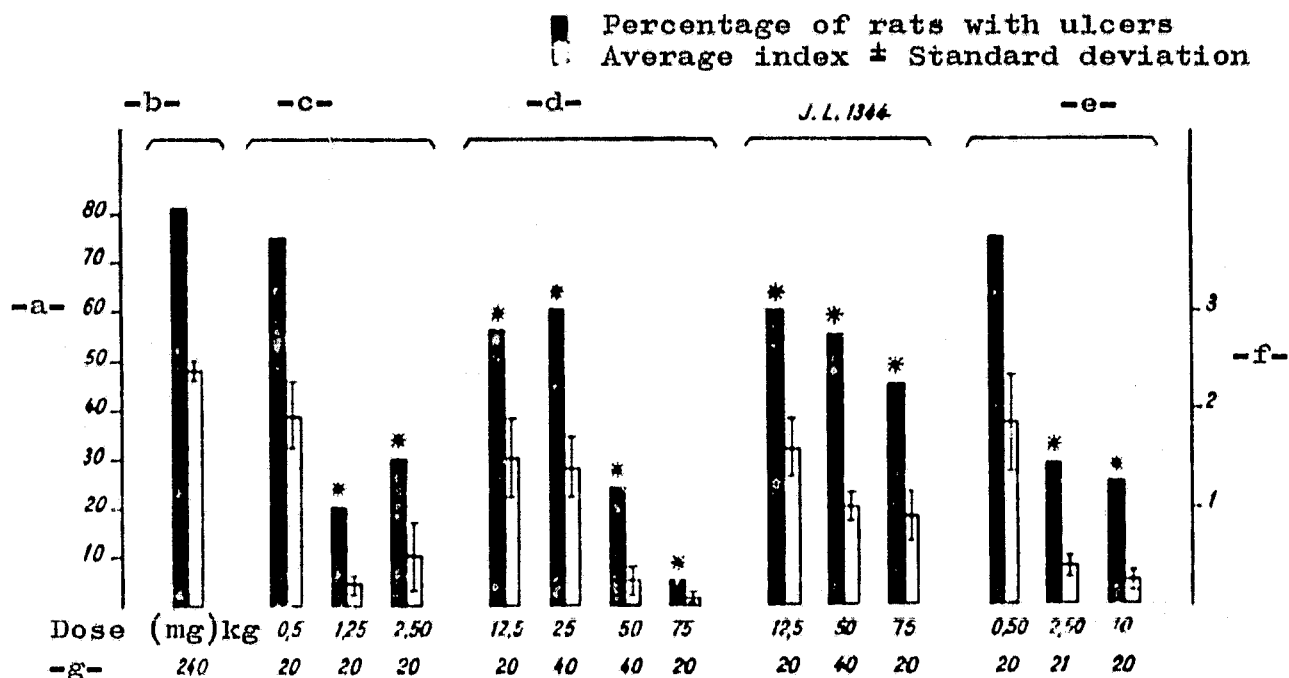 Percentage of rats with ulcers
Average index ± Standard deviation
-b- -c- -d- J.L. 1344 -e-
80
70
-a- 60 3
50 -f-
40 2
30
20 1
10
Dose (mg)kg 0,5 1,25 2,50 12,5 25 50 75 12,5 50 75 0,50 2,50 10
-g- 240 20 20 20 20 40 40 20 20 40 20 20 21 20